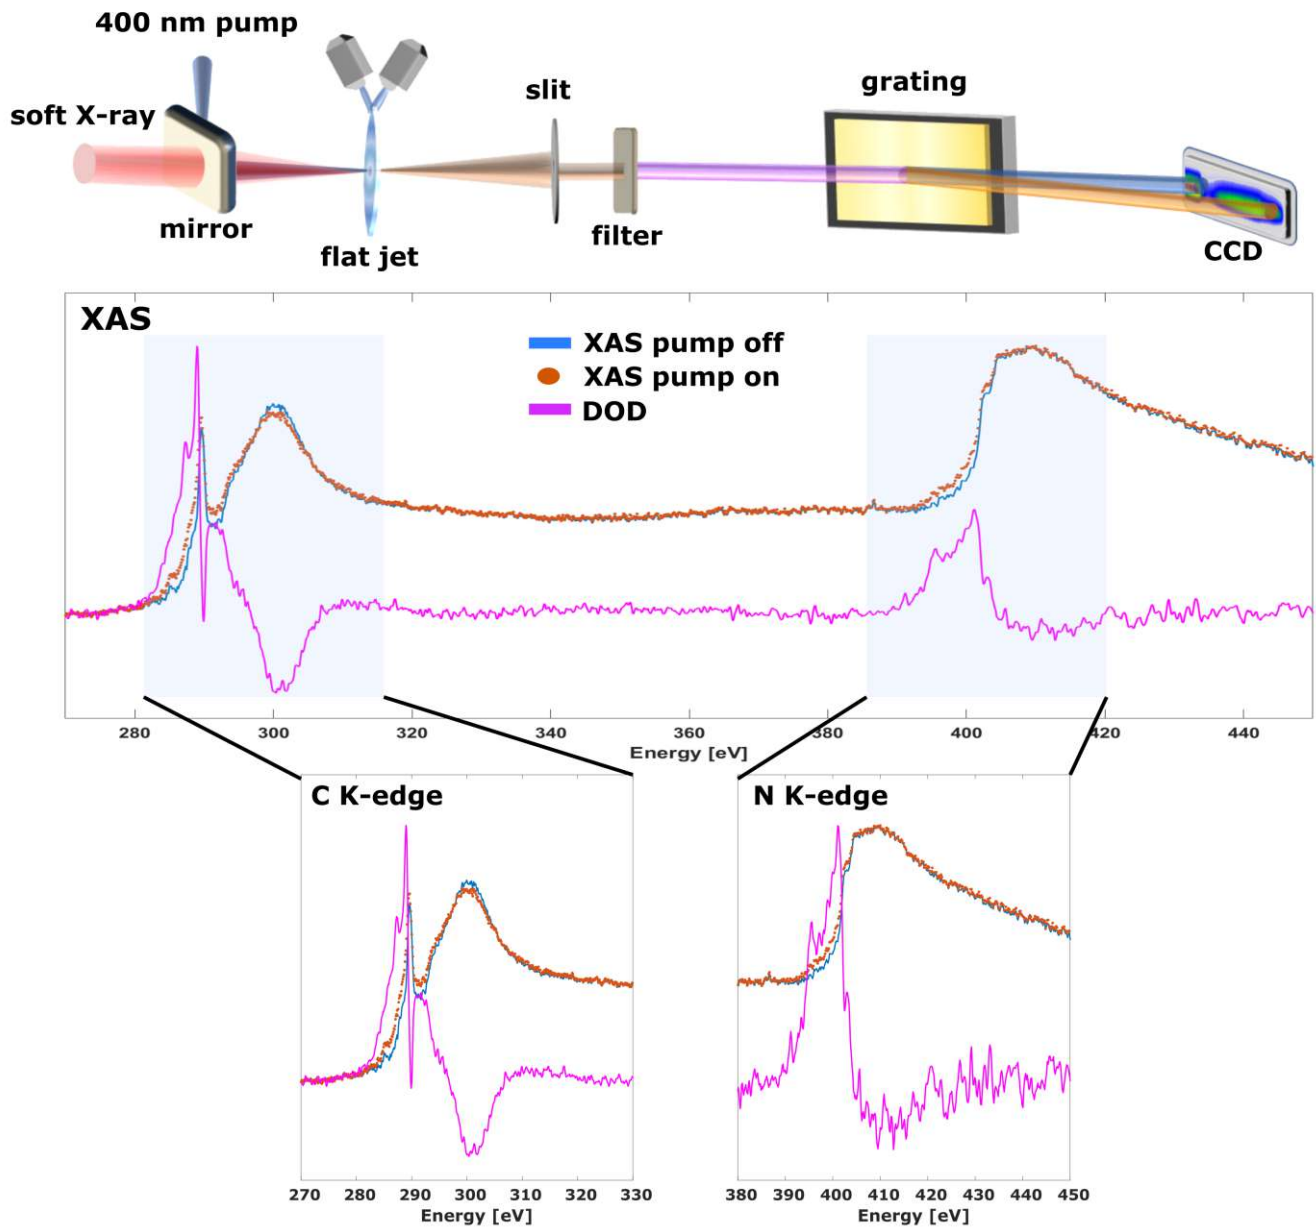 400 nm pump
soft X-ray
mirror
flat jet
slit
filter
grating
CCD
XAS
XAS pump off
XAS pump on
DOD
280 300 320 340 360 380 400 420 440
Energy [eV]
C K-edge
270 280 290 300 310 320 330
Energy [eV]
N K-edge
380 390 400 410 420 430 440 450
Energy [eV]